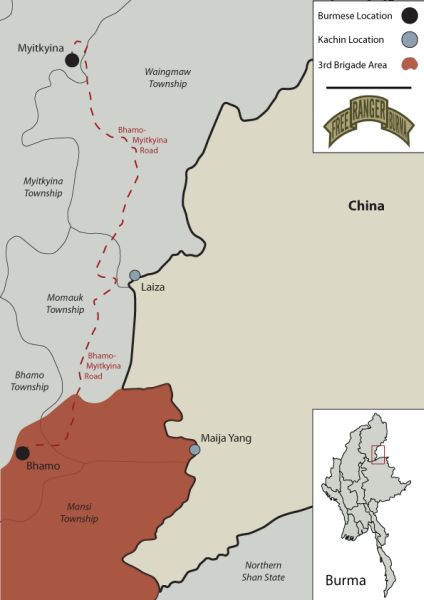 Myitkyina
Waingmaw
Township
Bhamo-
Myitkyina
Road
Myitkyina
Township
China
Laiza
Momauk
Township
Bhamo-
Myitkyina
Road
Bhamo
Township
Maija Yang
Bhamo
Mansi
Township
Northern
Shan State
Burmese Location
Kachin Location
3rd Brigade Area
FREE RANGER BURMA
Burma